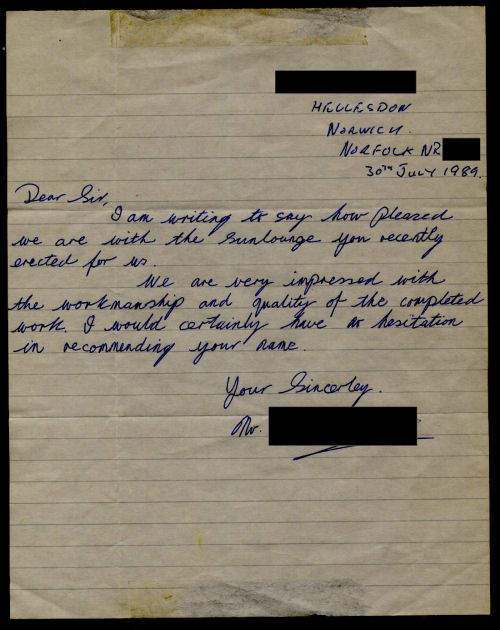 HELLESDON
NORWICH.
NORFOLK NR
30TH JULY 1989.
Dear Sir,
I am writing to say how pleased
we are with the sunlounge you recently
erected for us.
We are very impressed with
the workmanship and quality of the completed
work. I would certainly have no hesitation
in recommending your name.
Your Sincerley.
Mr.